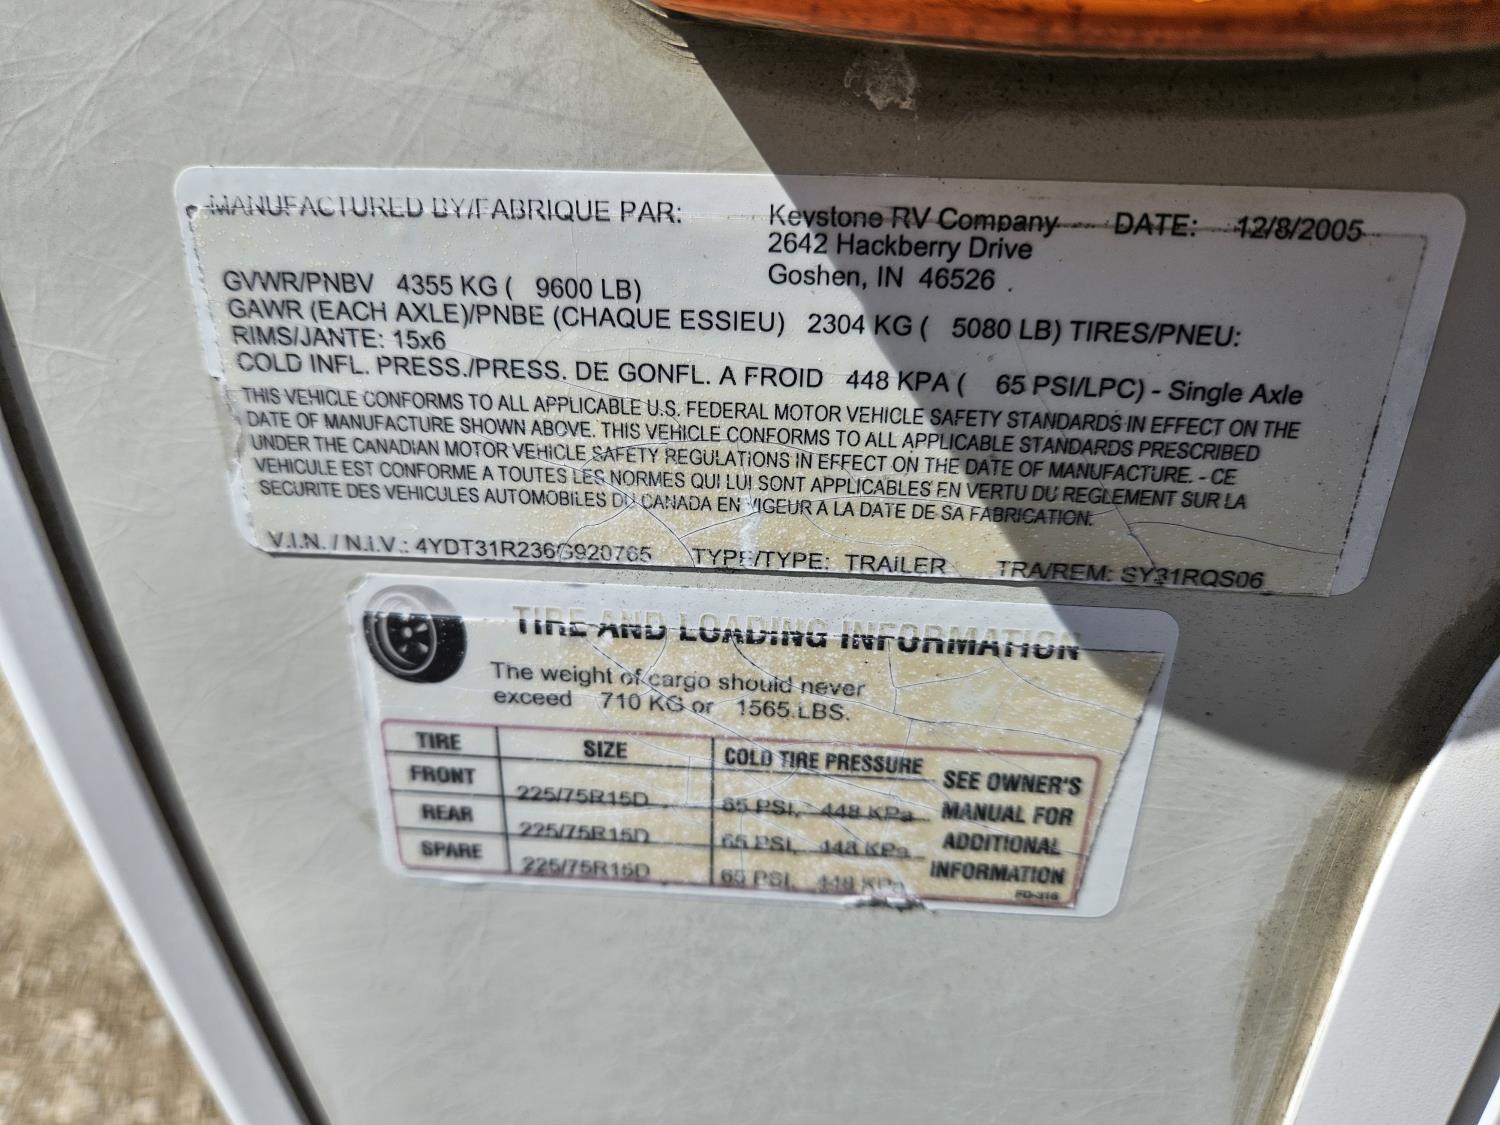 MANUFACTURED BY/FABRIQUE PAR: Keystone RV Company DATE: 12/8/2005
2642 Hackberry Drive
Goshen, IN 46526
GVWR/PNBV 4355 KG ( 9600 LB)
GAWR (EACH AXLE)/PNBE (CHAQUE ESSIEU) 2304 KG ( 5080 LB) TIRES/PNEU:
RIMS/JANTE: 15x6
COLD INFL. PRESS./PRESS. DE GONFL. A FROID 448 KPA ( 65 PSI/LPC) - Single Axle
THIS VEHICLE CONFORMS TO ALL APPLICABLE U.S. FEDERAL MOTOR VEHICLE SAFETY STANDARDS IN EFFECT ON THE
DATE OF MANUFACTURE SHOWN ABOVE. THIS VEHICLE CONFORMS TO ALL APPLICABLE STANDARDS PRESCRIBED
UNDER THE CANADIAN MOTOR VEHICLE SAFETY REGULATIONS IN EFFECT ON THE DATE OF MANUFACTURE. - CE
VEHICULE EST CONFORME A TOUTES LES NORMES QUI LUI SONT APPLICABLES EN VERTU DU REGLEMENT SUR LA
SECURITE DES VEHICULES AUTOMOBILES DU CANADA EN VIGEUR A LA DATE DE SA FABRICATION.
V.I.N. / N.I.V.: 4YDT31R236G920765 TYPE/TYPE: TRAILER TRA/REM: SY31RQS06
TIRE AND LOADING INFORMATION
The weight of cargo should never
exceed 710 KG or 1565 LBS.
TIRE SIZE COLD TIRE PRESSURE
FRONT 225/75R15D 65 PSI, 448 KPa
REAR 225/75R15D 65 PSI, 448 KPa
SPARE 225/75R15D 65 PSI, 448 KPa
SEE OWNER'S
MANUAL FOR
ADDITIONAL
INFORMATION
FD-316